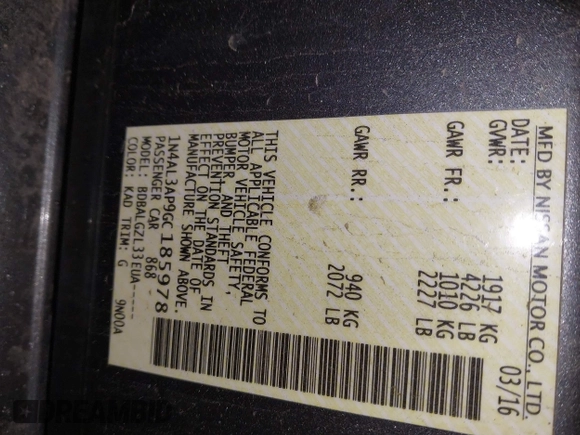 MFD BY NISSAN MOTOR CO., LTD.
DATE: 03/16
GVWR: 1917 KG
4226 LB
GAWR FR.: 1010 KG
2227 LB
GAWR RR.: 940 KG
2072 LB
THIS VEHICLE CONFORMS TO
ALL APPLICABLE FEDERAL
MOTOR VEHICLE SAFETY,
BUMPER, AND THEFT
PREVENTION STANDARDS IN
EFFECT ON THE DATE OF
MANUFACTURE SHOWN ABOVE.
1N4AL3AP9GC185978
PASSENGER CAR 868 -
MODEL: BDBALGZL33EUA-----
COLOR: KAD TRIM: G 9N00A
DREAMBID